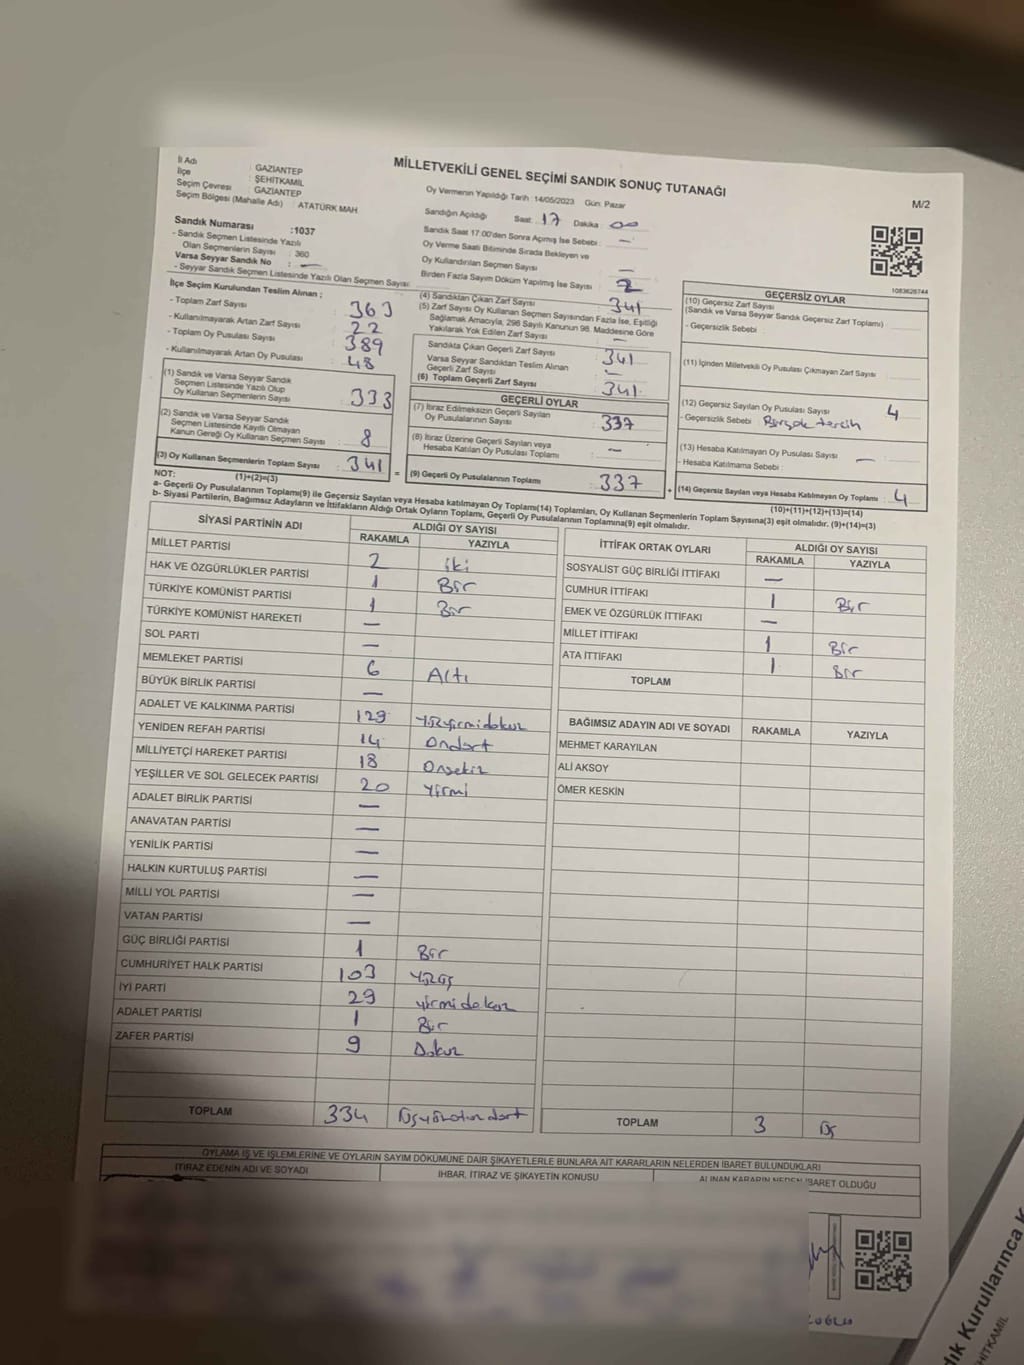 MİLLETVEKİLİ GENEL SEÇİMİ SANDIK SONUÇ TUTANAĞI
M/2
İl Adı : GAZİANTEP
İlçe : ŞEHİTKAMİL
Seçim Çevresi : GAZİANTEP
Seçim Bölgesi (Mahalle Adı) : ATATÜRK MAH
Oy Vermenin Yapıldığı Tarih : 14/05/2023 Gün: Pazar
Sandığın Açıldığı Saat: 17 Dakika : 00
Sandık Saat 17:00'den Sonra Açılmış İse Sebebi : —
Oy Verme Saati Bitiminde Sırada Bekleyen ve
Oy Kullandırılan Seçmen Sayısı —
Birden Fazla Sayım Döküm Yapılmış İse Sayısı 2
Sandık Numarası :1037
- Sandık Seçmen Listesinde Yazılı
Olan Seçmenlerin Sayısı : 360
Varsa Seyyar Sandık No : —
- Seyyar Sandık Seçmen Listesinde Yazılı Olan Seçmen Sayısı
İlçe Seçim Kurulundan Teslim Alınan ;
- Toplam Zarf Sayısı : 363
- Kullanılmayarak Artan Zarf Sayısı : 22
- Toplam Oy Pusulası Sayısı : 389
- Kullanılmayarak Artan Oy Pusulası : 48
(1) Sandık ve Varsa Seyyar Sandık
Seçmen Listesinde Yazılı Olup
Oy Kullanan Seçmenlerin Sayısı : 333
(2) Sandık ve Varsa Seyyar Sandık
Seçmen Listesinde Kayıtlı Olmayan
Kanun Gereği Oy Kullanan Seçmen Sayısı : 8
(3) Oy Kullanan Seçmenlerin Toplam Sayısı : 341
(1)+(2)=(3)
(4) Sandıktan Çıkan Zarf Sayısı 341
(5) Zarf Sayısı Oy Kullanan Seçmen Sayısından Fazla İse, Eşitliği
Sağlamak Amacıyla, 298 Sayılı Kanunun 98. Maddesine Göre
Yakılarak Yok Edilen Zarf Sayısı : —
Sandıkta Çıkan Geçerli Zarf Sayısı : 341
Varsa Seyyar Sandıktan Teslim Alınan
Geçerli Zarf Sayısı : —
(6) Toplam Geçerli Zarf Sayısı : 341
GEÇERLİ OYLAR
(7) İtiraz Edilmeksizin Geçerli Sayılan
Oy Pusulalarının Sayısı : 337
(8) İtiraz Üzerine Geçerli Sayılan veya
Hesaba Katılan Oy Pusulası Toplamı : —
= (9) Geçerli Oy Pusulalarının Toplamı : 337
1083625744
GEÇERSİZ OYLAR
(10) Geçersiz Zarf Sayısı
(Sandık ve Varsa Seyyar Sandık Geçersiz Zarf Toplamı) :
- Geçersizlik Sebebi :
(11) İçinden Milletvekili Oy Pusulası Çıkmayan Zarf Sayısı
(12) Geçersiz Sayılan Oy Pusulası Sayısı 4
- Geçersizlik Sebebi : Birçok tercih
(13) Hesaba Katılmayan Oy Pusulası Sayısı : —
- Hesaba Katılmama Sebebi :
+ (14) Geçersiz Sayılan veya Hesaba Katılmayan Oy Toplamı : 4
(10)+(11)+(12)+(13)=(14)
NOT:
a- Geçerli Oy Pusulalarının Toplamı(9) ile Geçersiz Sayılan veya Hesaba katılmayan Oy Toplamı(14) Toplamları, Oy Kullanan Seçmenlerin Toplam Sayısına(3) eşit olmalıdır. (9)+(14)=(3)
b- Siyasi Partilerin, Bağımsız Adayların ve İttifakların Aldığı Ortak Oyların Toplamı, Geçerli Oy Pusulalarının Toplamına(9) eşit olmalıdır.
SİYASİ PARTİNİN ADI ALDIĞI OY SAYISI
RAKAMLA YAZIYLA
MİLLET PARTİSİ 2 iki
HAK VE ÖZGÜRLÜKLER PARTİSİ 1 Bir
TÜRKİYE KOMÜNİST PARTİSİ 1 Bir
TÜRKİYE KOMÜNİST HAREKETİ —
SOL PARTİ —
MEMLEKET PARTİSİ 6 Altı
BÜYÜK BİRLİK PARTİSİ —
ADALET VE KALKINMA PARTİSİ 129 Yüzyirmidokuz
YENİDEN REFAH PARTİSİ 14 Ondört
MİLLİYETÇİ HAREKET PARTİSİ 18 Onsekiz
YEŞİLLER VE SOL GELECEK PARTİSİ 20 Yirmi
ADALET BİRLİK PARTİSİ —
ANAVATAN PARTİSİ —
YENİLİK PARTİSİ —
HALKIN KURTULUŞ PARTİSİ —
MİLLİ YOL PARTİSİ —
VATAN PARTİSİ —
GÜÇ BİRLİĞİ PARTİSİ 1 Bir
CUMHURİYET HALK PARTİSİ 103 Yüzüç
İYİ PARTİ 29 Yirmidokuz
ADALET PARTİSİ 1 Bir
ZAFER PARTİSİ 9 Dokuz
TOPLAM 334 Üçyüzotuzdört
İTTİFAK ORTAK OYLARI ALDIĞI OY SAYISI
RAKAMLA YAZIYLA
SOSYALİST GÜÇ BİRLİĞİ İTTİFAKI —
CUMHUR İTTİFAKI 1 Bir
EMEK VE ÖZGÜRLÜK İTTİFAKI —
MİLLET İTTİFAKI 1 Bir
ATA İTTİFAKI 1 Bir
TOPLAM
BAĞIMSIZ ADAYIN ADI VE SOYADI RAKAMLA YAZIYLA
MEHMET KARAYILAN
ALİ AKSOY
ÖMER KESKİN
TOPLAM 3 Üç
OYLAMA İŞ VE İŞLEMLERİNE VE OYLARIN SAYIM DÖKÜMÜNE DAİR ŞİKAYETLERLE BUNLARA AİT KARARLARIN NELERDEN İBARET BULUNDUKLARI
İTİRAZ EDENİN ADI VE SOYADI İHBAR, İTİRAZ VE ŞİKAYETİN KONUSU ALINAN KARARIN NEDEN İBARET OLDUĞU
ık Kurullarınca